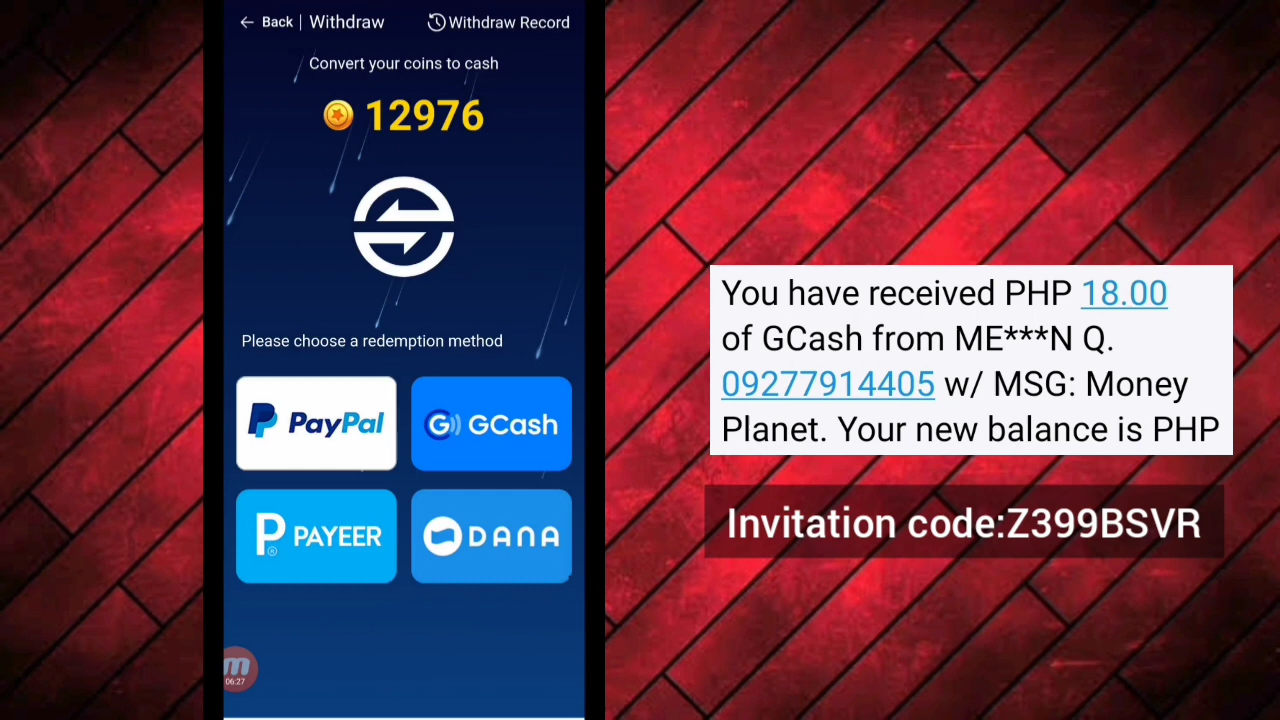 ← Back | Withdraw
Withdraw Record
Convert your coins to cash
12976
Please choose a redemption method
PayPal
GCash
PAYEER
®
DANA
06:27
You have received PHP 18.00
of GCash from ME***N Q.
09277914405 w/ MSG: Money
Planet. Your new balance is PHP
Invitation code:Z399BSVR